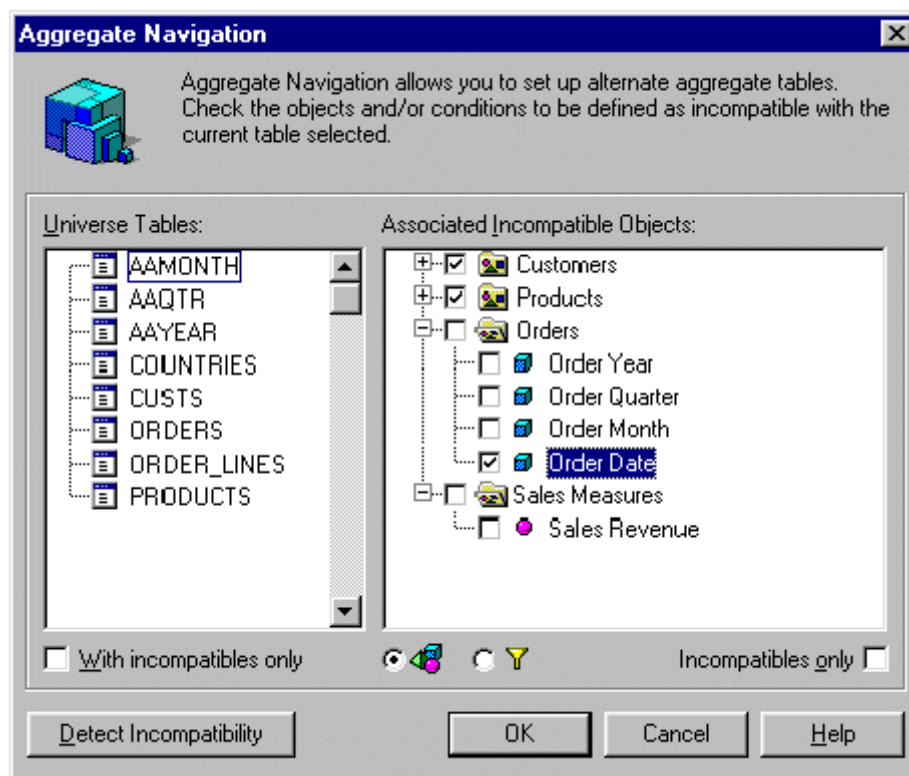 Aggregate Navigation
Aggregate Navigation allows you to set up alternate aggregate tables.
Check the objects and/or conditions to be defined as incompatible with the
current table selected.
Universe Tables:
AAMONTH
AAQTR
AAYEAR
COUNTRIES
CUSTS
ORDERS
ORDER_LINES
PRODUCTS
Associated Incompatible Objects:
Customers
Products
Orders
Order Year
Order Quarter
Order Month
Order Date
Sales Measures
Sales Revenue
With incompatibles only
Incompatibles only
Detect Incompatibility
OK
Cancel
Help